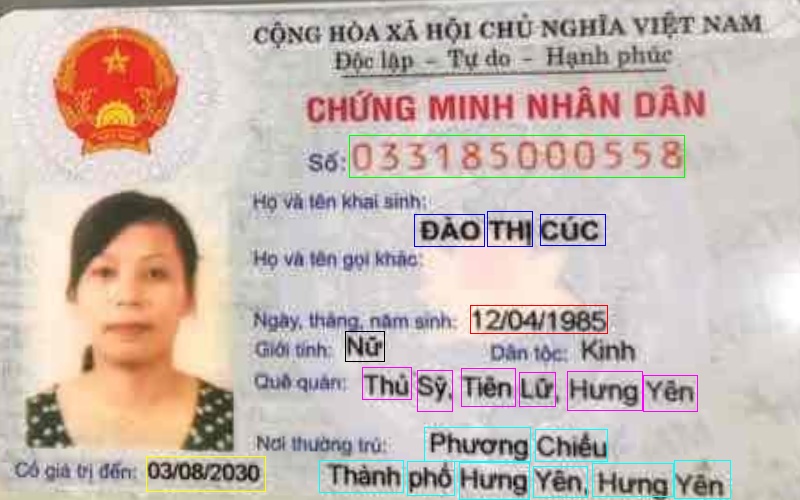 CỘNG HÒA XÃ HỘI CHỦ NGHĨA VIỆT NAM
Độc lập - Tự do - Hạnh phúc
CHỨNG MINH NHÂN DÂN
Số: 033185000558
Họ và tên khai sinh:
ĐÀO THỊ CÚC
Họ và tên gọi khác:
Ngày, tháng, năm sinh: 12/04/1985
Giới tính: Nữ Dân tộc: Kinh
Quê quán: Thủ Sỹ, Tiên Lữ, Hưng Yên
Nơi thường trú: Phương Chiểu
Có giá trị đến: 03/08/2030 Thành phố Hưng Yên, Hưng Yên